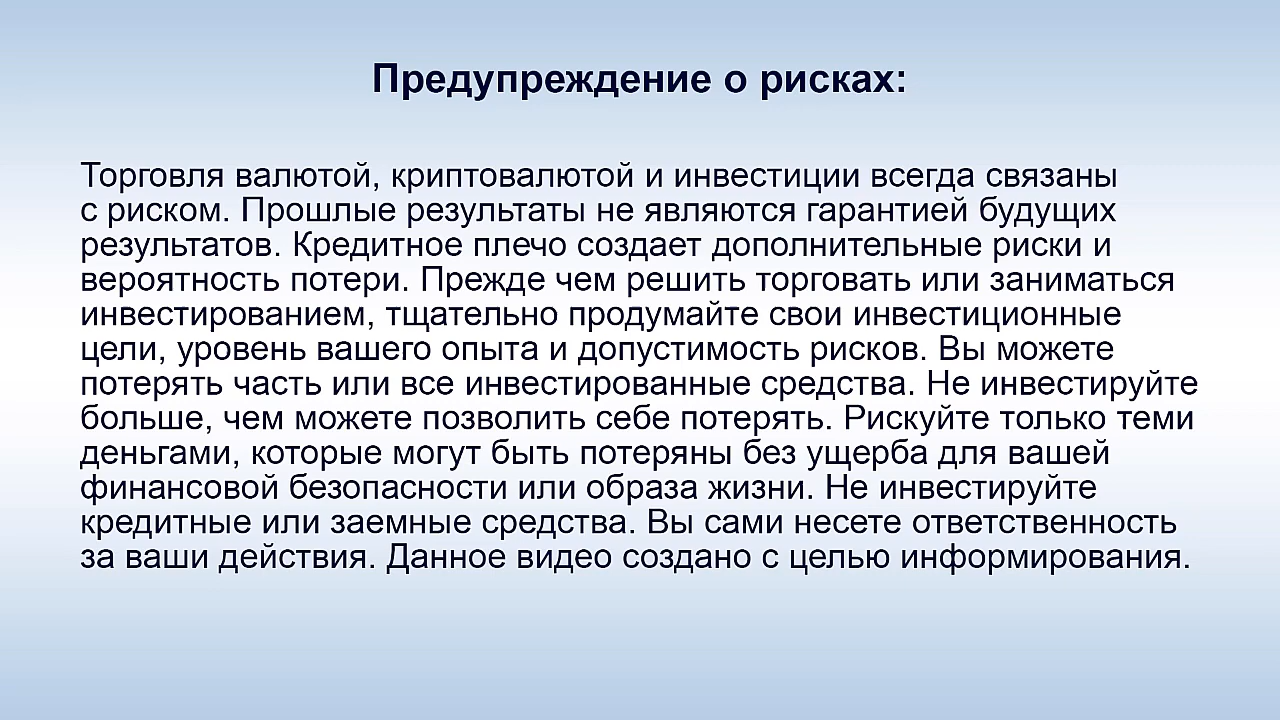 Предупреждение о рисках:
Торговля валютой, криптовалютой и инвестиции всегда связаны
с риском. Прошлые результаты не являются гарантией будущих
результатов. Кредитное плечо создает дополнительные риски и
вероятность потери. Прежде чем решить торговать или заниматься
инвестированием, тщательно продумайте свои инвестиционные
цели, уровень вашего опыта и допустимость рисков. Вы можете
потерять часть или все инвестированные средства. Не инвестируйте
больше, чем можете позволить себе потерять. Рискуйте только теми
деньгами, которые могут быть потеряны без ущерба для вашей
финансовой безопасности или образа жизни. Не инвестируйте
кредитные или заемные средства. Вы сами несете ответственность
за ваши действия. Данное видео создано с целью информирования.